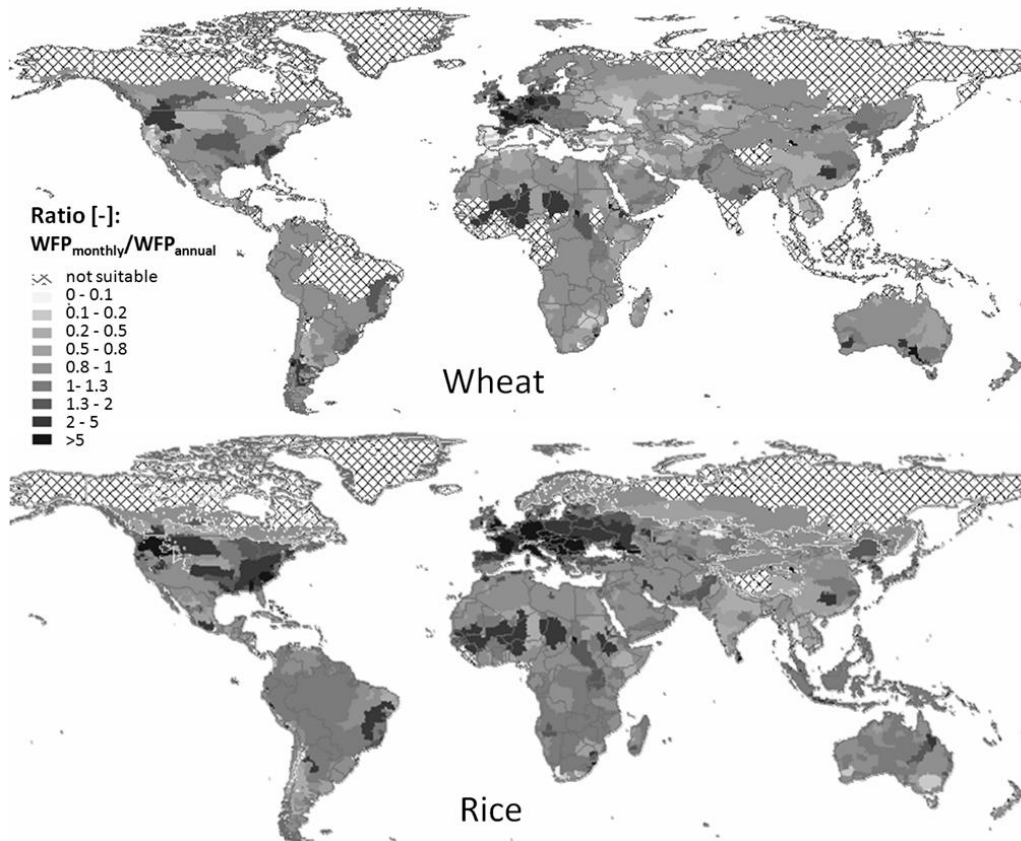 Ratio [-]:
WFPmonthly/WFPannual
not suitable
0 - 0.1
0.1 - 0.2
0.2 - 0.5
0.5 - 0.8
0.8 - 1
1- 1.3
1.3 - 2
2 - 5
>5
Wheat
Rice